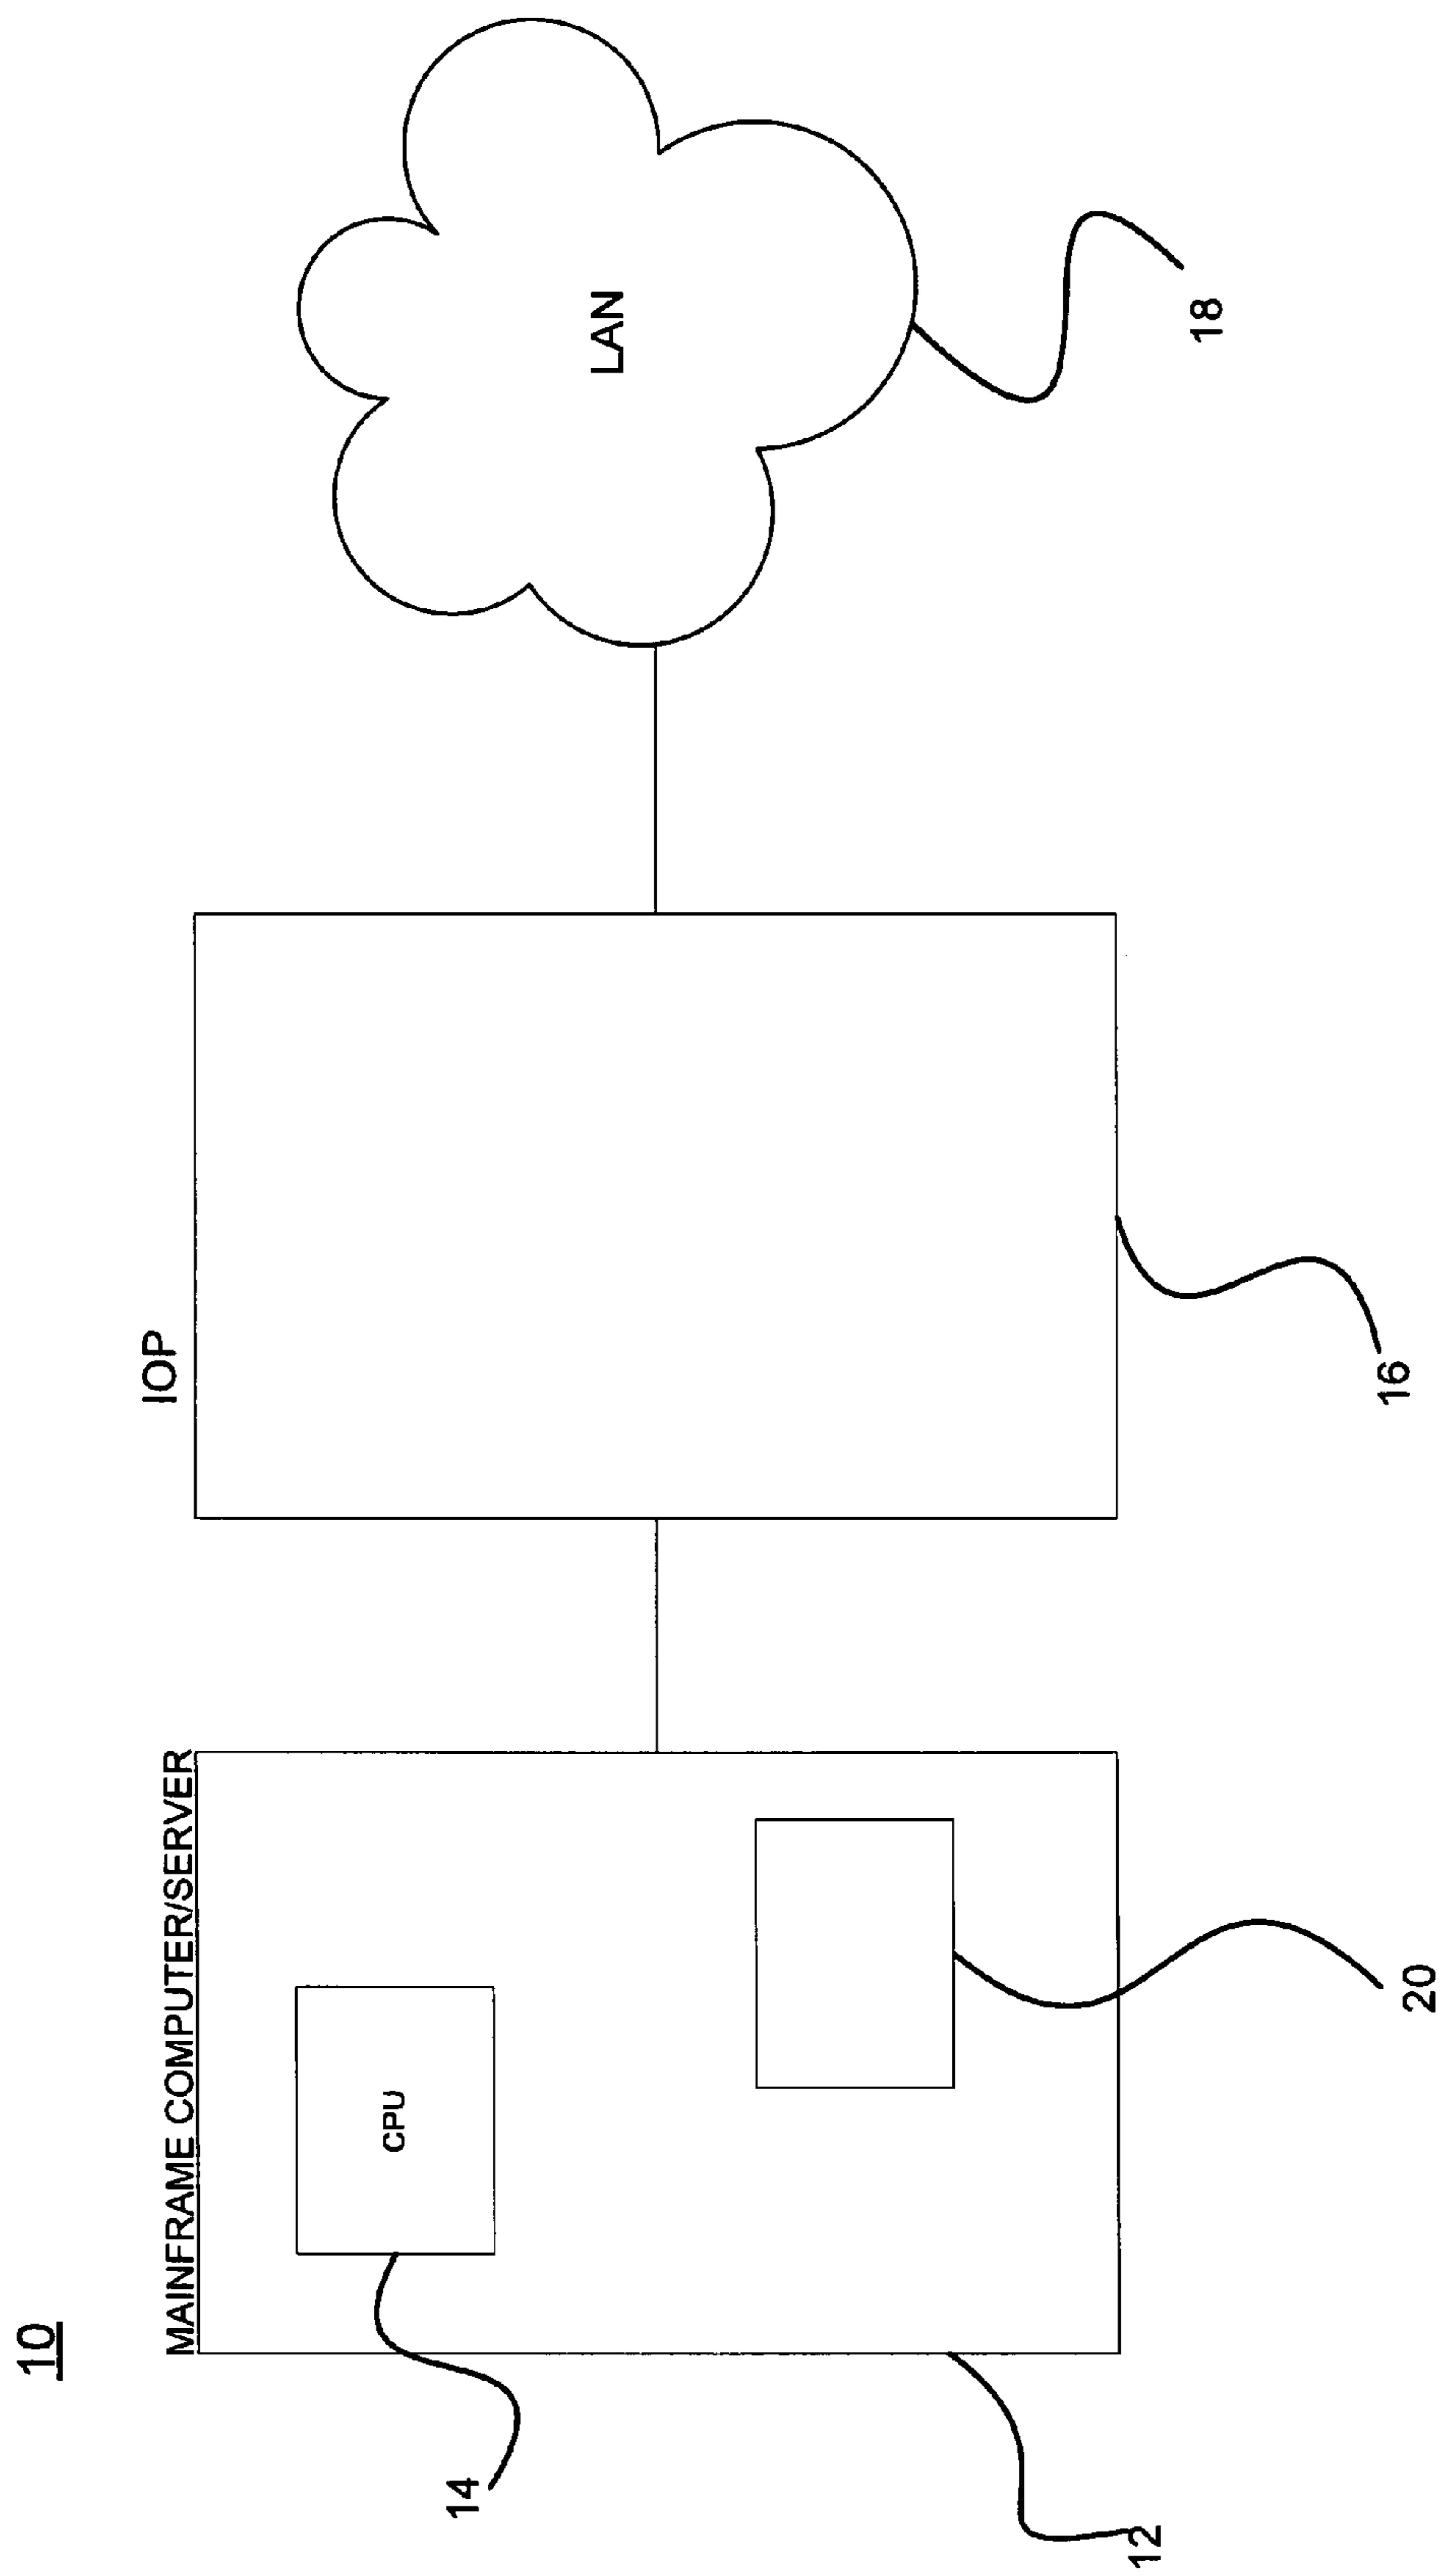 10
MAINFRAME COMPUTER/SERVER
IOP
CPU
LAN
14
12
20
16
18